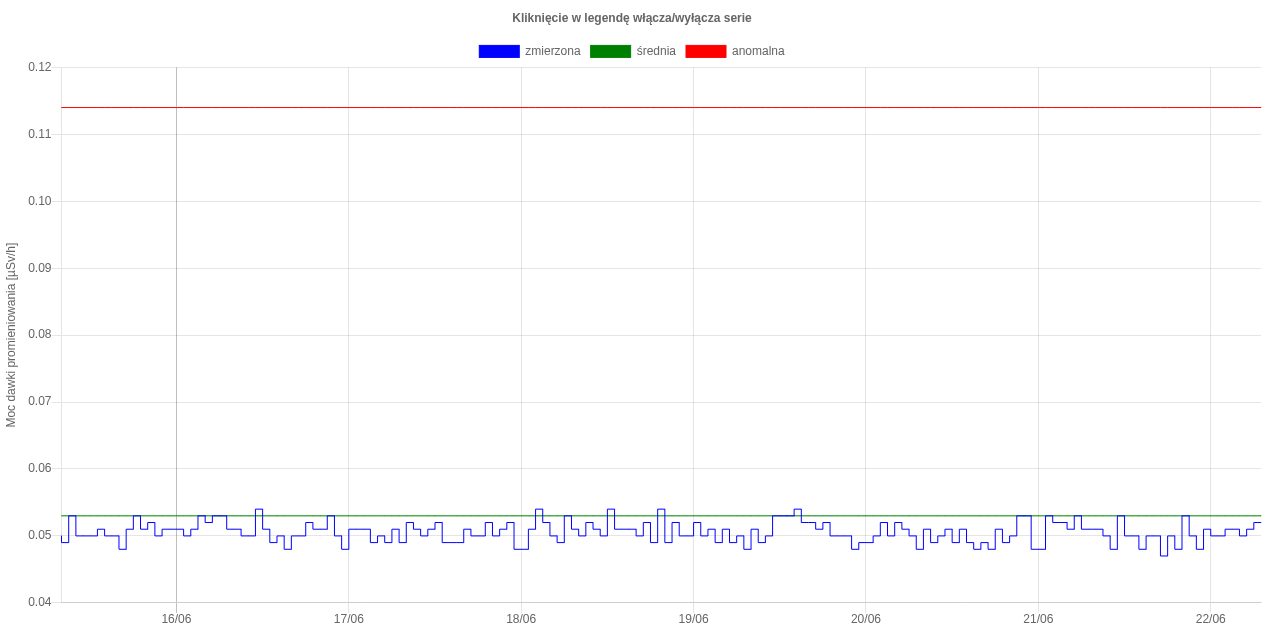 Kliknięcie w legendę włącza/wyłącza serie
zmierzona średnia anomalna
Moc dawki promieniowania [µSv/h]
0.12
0.11
0.10
0.09
0.08
0.07
0.06
0.05
0.04
16/06 17/06 18/06 19/06 20/06 21/06 22/06